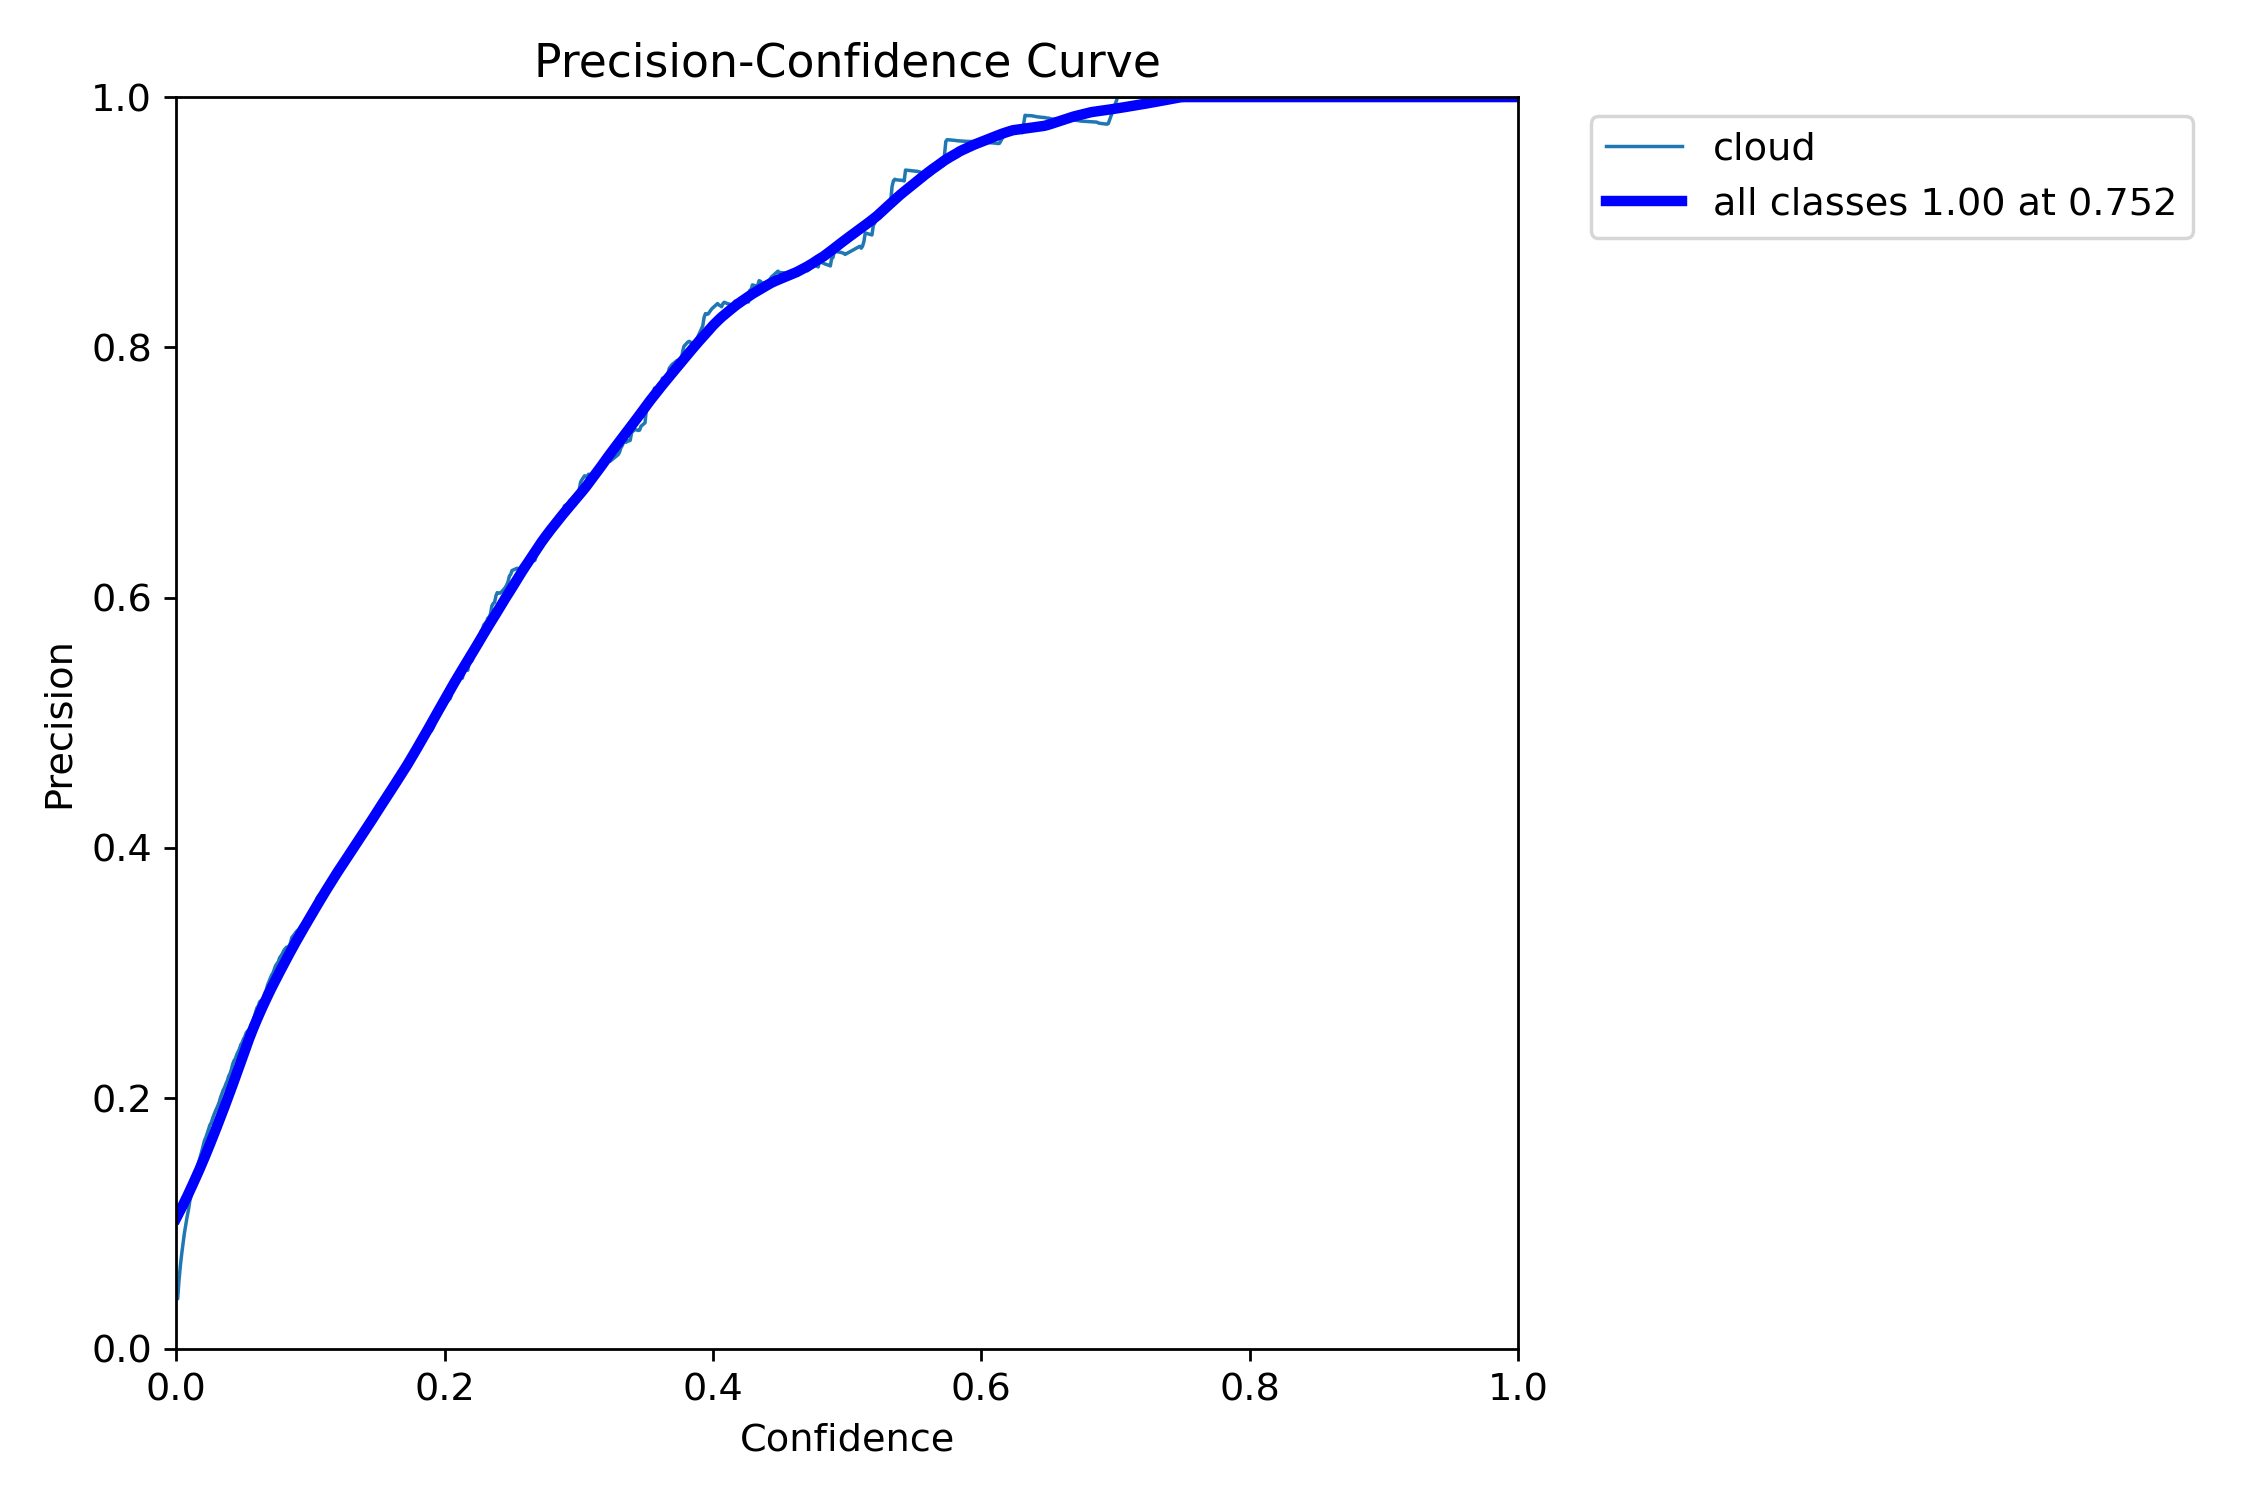 Precision-Confidence Curve
1.0
0.8
0.6
0.4
0.2
0.0
Precision
0.0 0.2 0.4 0.6 0.8 1.0
Confidence
cloud
all classes 1.00 at 0.752